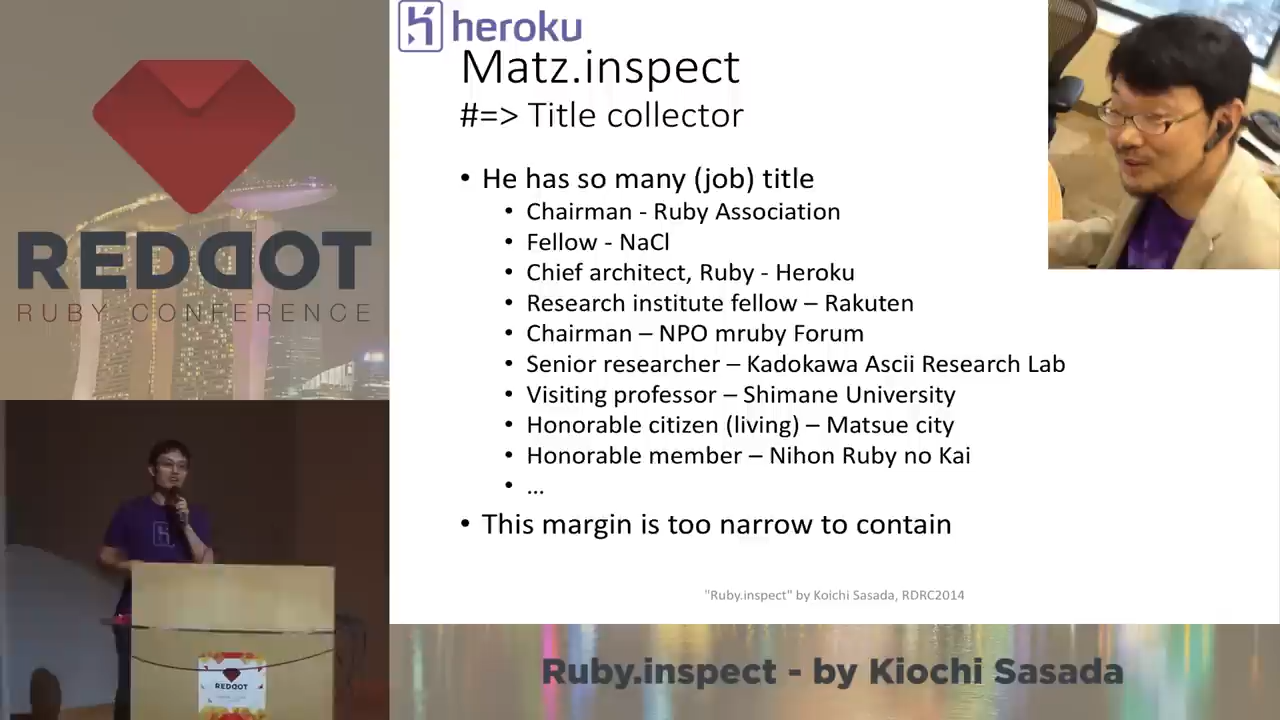 heroku
Matz.inspect
#=> Title collector
• He has so many (job) title
• Chairman - Ruby Association
• Fellow - NaCl
• Chief architect, Ruby - Heroku
• Research institute fellow – Rakuten
• Chairman – NPO mruby Forum
• Senior researcher – Kadokawa Ascii Research Lab
• Visiting professor – Shimane University
• Honorable citizen (living) – Matsue city
• Honorable member – Nihon Ruby no Kai
• ...
• This margin is too narrow to contain
"Ruby.inspect" by Koichi Sasada, RDRC2014
REDDOT
RUBY CONFERENCE
REDDOT
Ruby.inspect - by Kiochi Sasada